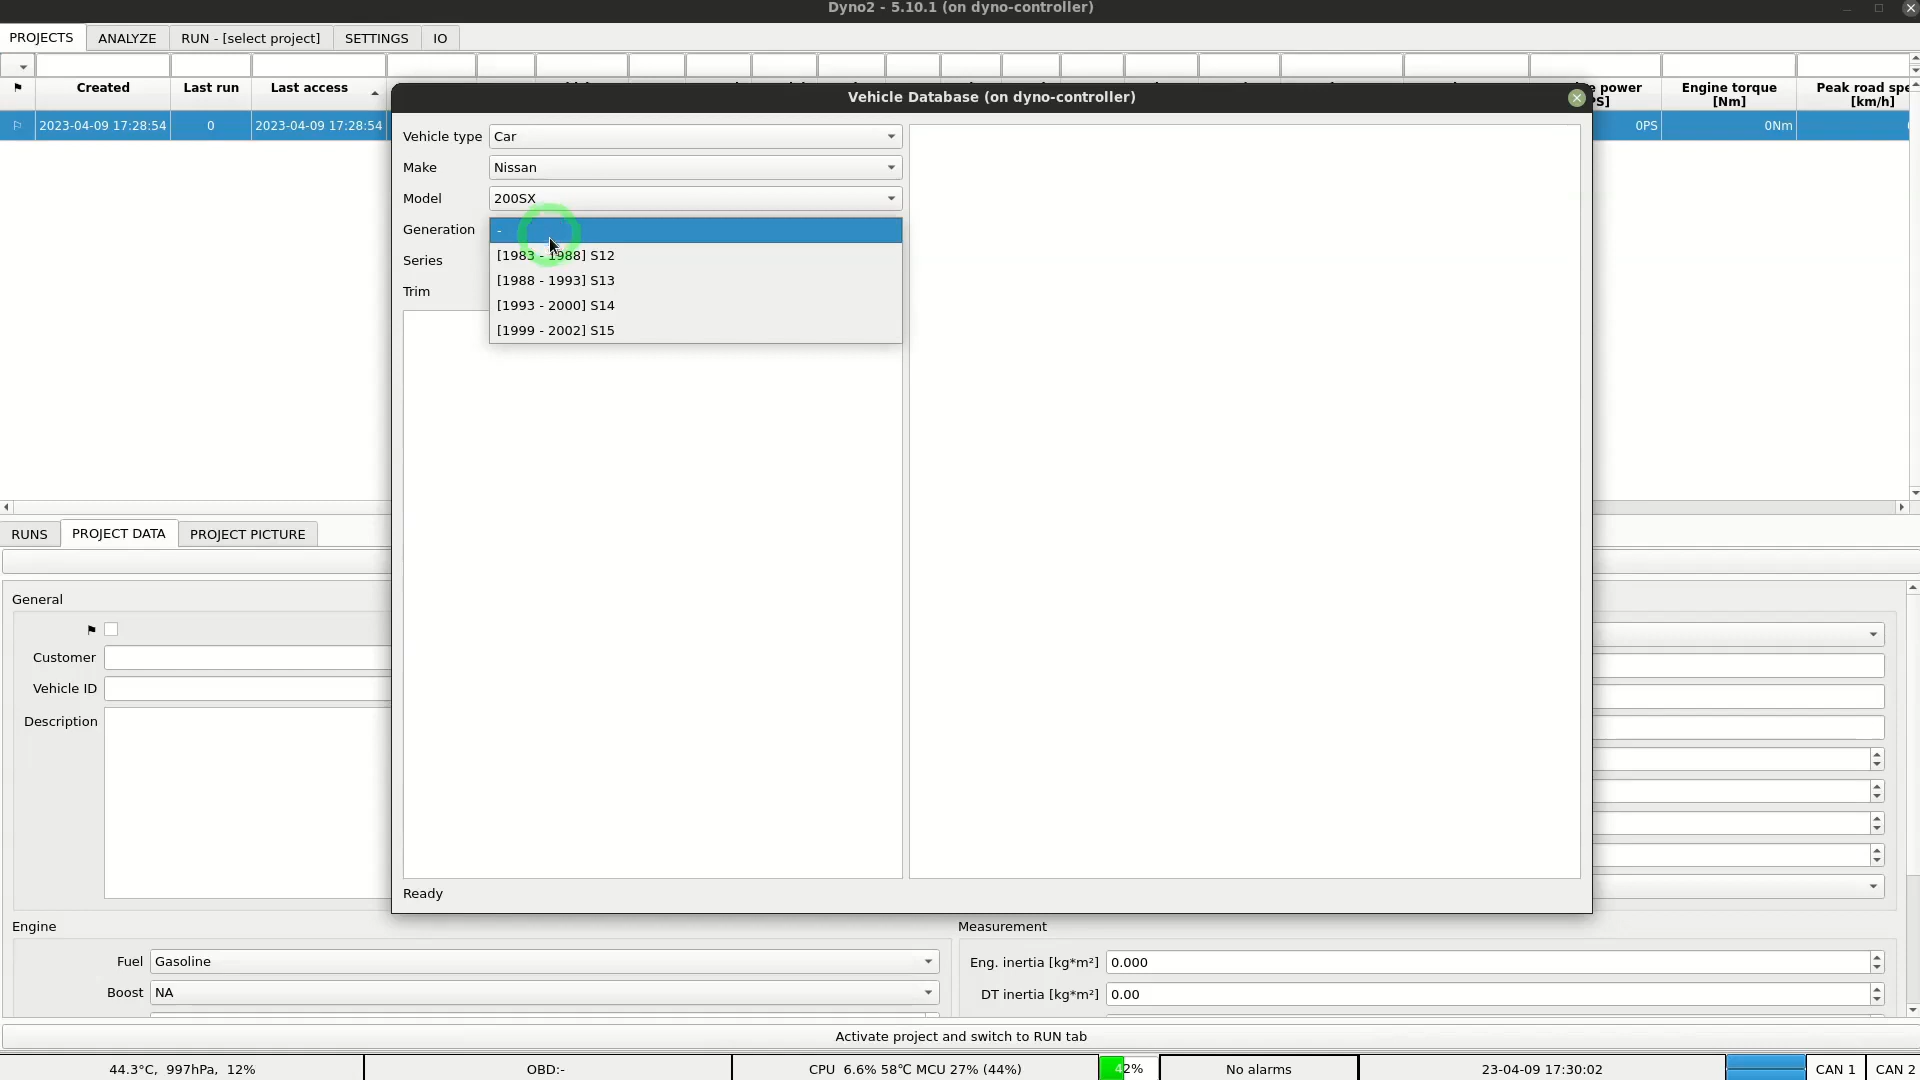 Dyno2 - 5.10.1 (on dyno-controller)
PROJECTS
ANALYZE
RUN - [select project]
SETTINGS
IO
Created
Last run
Last access
Engine torque [Nm]
Peak road
[km/h]
power
2023-04-09 17:28:54
0
2023-04-09 17:28:54
0PS
0Nm
Vehicle Database (on dyno-controller)
Vehicle type
Car
Make
Nissan
Model
200SX
Generation
-
Series
[1983 - 1988] S12
[1988 - 1993] S13
Trim
[1993 - 2000] S14
[1999 - 2002] S15
Ready
RUNS
PROJECT DATA
PROJECT PICTURE
General
Customer
Vehicle ID
Description
Engine
Fuel
Gasoline
Boost
NA
Measurement
Eng. inertia [kg*m²]
0.000
DT inertia [kg*m²]
0.00
Activate project and switch to RUN tab
44.3°C, 997hPa, 12%
OBD:-
CPU 6.6% 58℃ MCU 27% (44%)
42%
No alarms
23-04-09 17:30:02
CAN 1
CAN 2